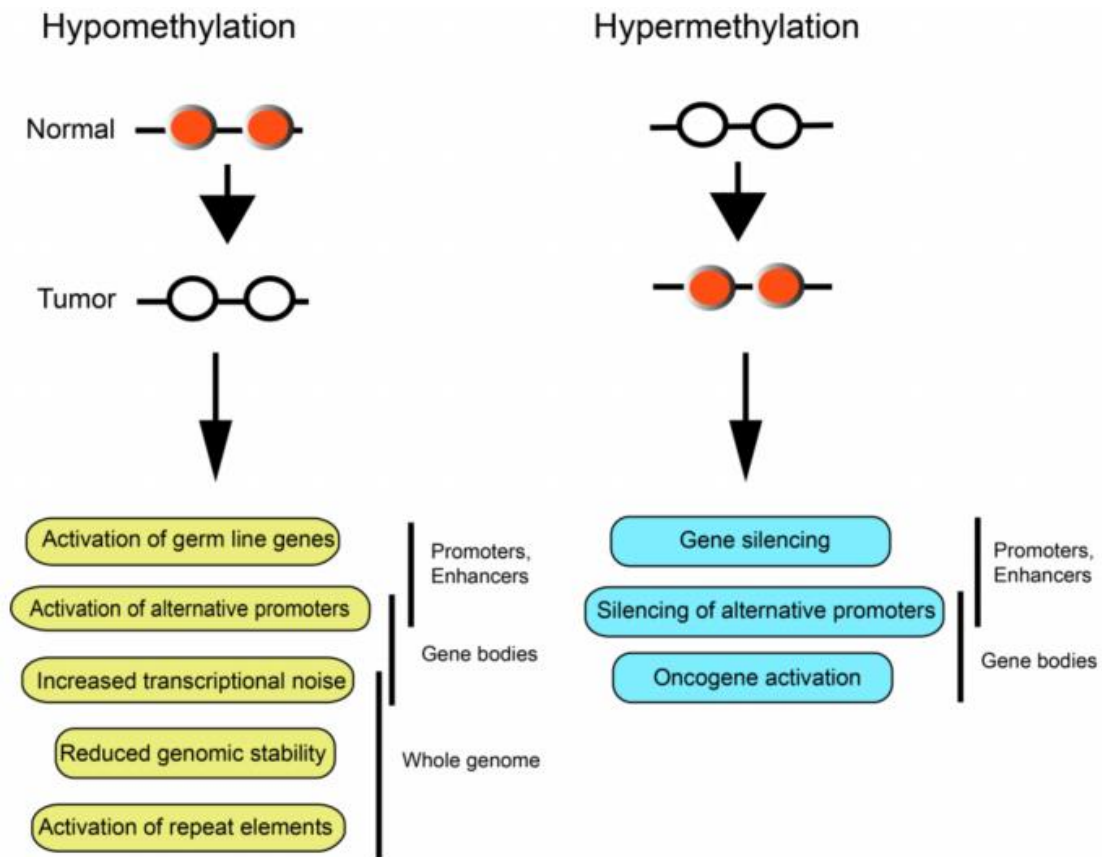 Hypomethylation
Hypermethylation
Normal
Tumor
Activation of germ line genes
Activation of alternative promoters
Increased transcriptional noise
Reduced genomic stability
Activation of repeat elements
Promoters,
Enhancers
Gene bodies
Whole genome
Gene silencing
Silencing of alternative promoters
Oncogene activation
Promoters,
Enhancers
Gene bodies